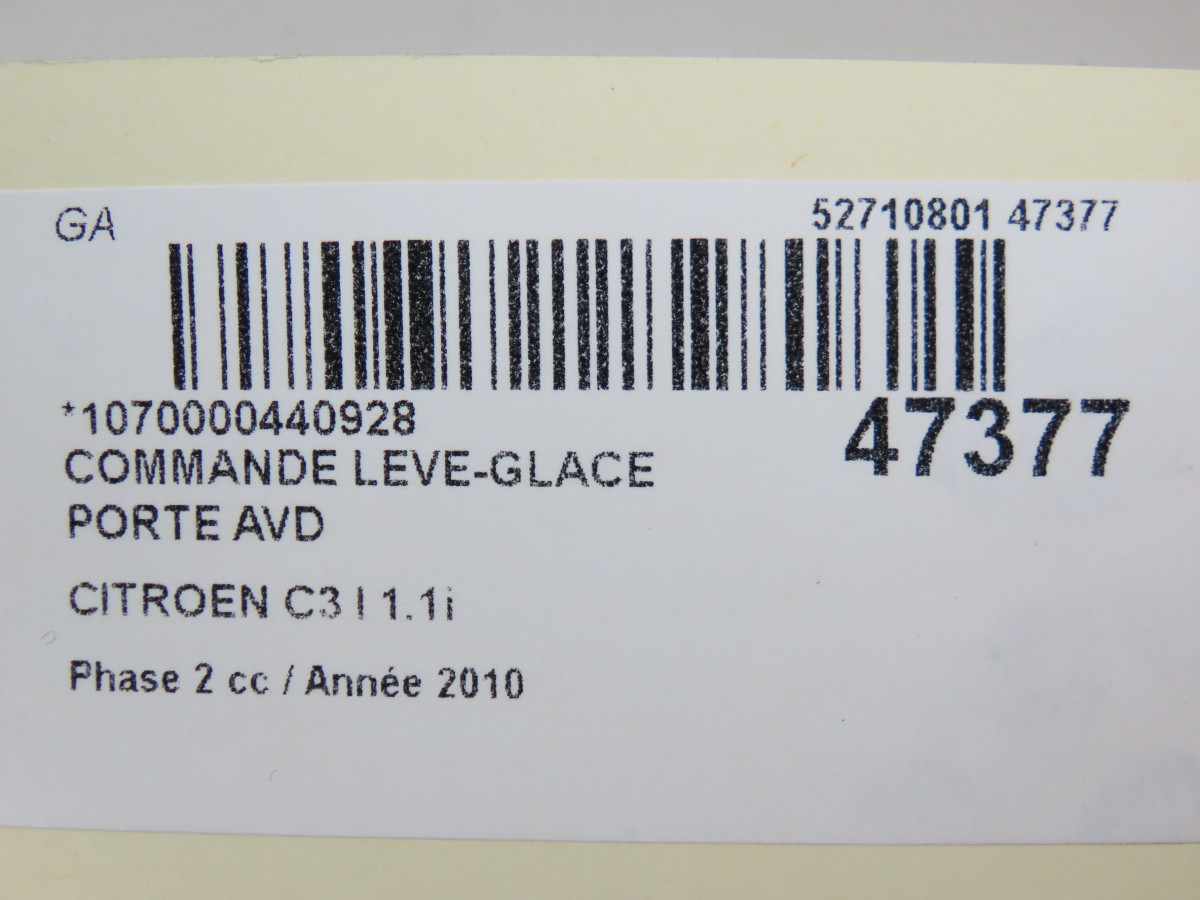 GA
52710801 47377
*1070000440928
47377
COMMANDE LEVE-GLACE
PORTE AVD
CITROEN C3 I 1.1i
Phase 2 cc / Année 2010